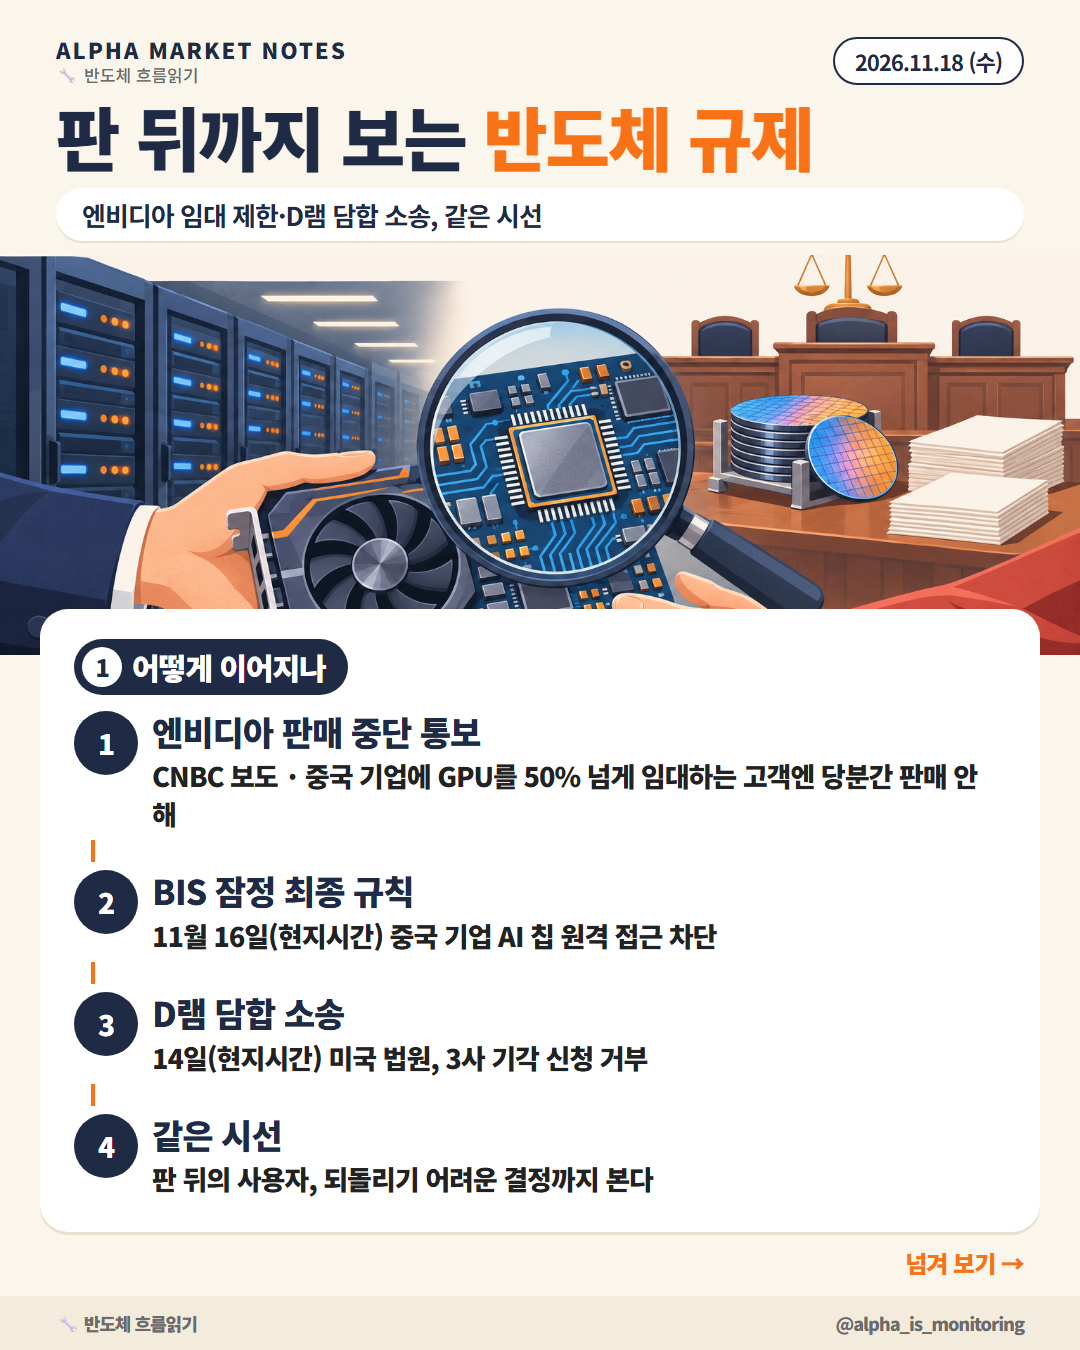 ALPHA MARKET NOTES
반도체 흐름읽기
2026.11.18 (수)
판 뒤까지 보는 반도체 규제
엔비디아 임대 제한·D램 담합 소송, 같은 시선
1 어떻게 이어지나
1 엔비디아 판매 중단 통보
CNBC 보도 · 중국 기업에 GPU를 50% 넘게 임대하는 고객엔 당분간 판매 안
해
2 BIS 잠정 최종 규칙
11월 16일(현지시간) 중국 기업 AI 칩 원격 접근 차단
3 D램 담합 소송
14일(현지시간) 미국 법원, 3사 기각 신청 거부
4 같은 시선
판 뒤의 사용자, 되돌리기 어려운 결정까지 본다
넘겨 보기 →
반도체 흐름읽기
@alpha_is_monitoring